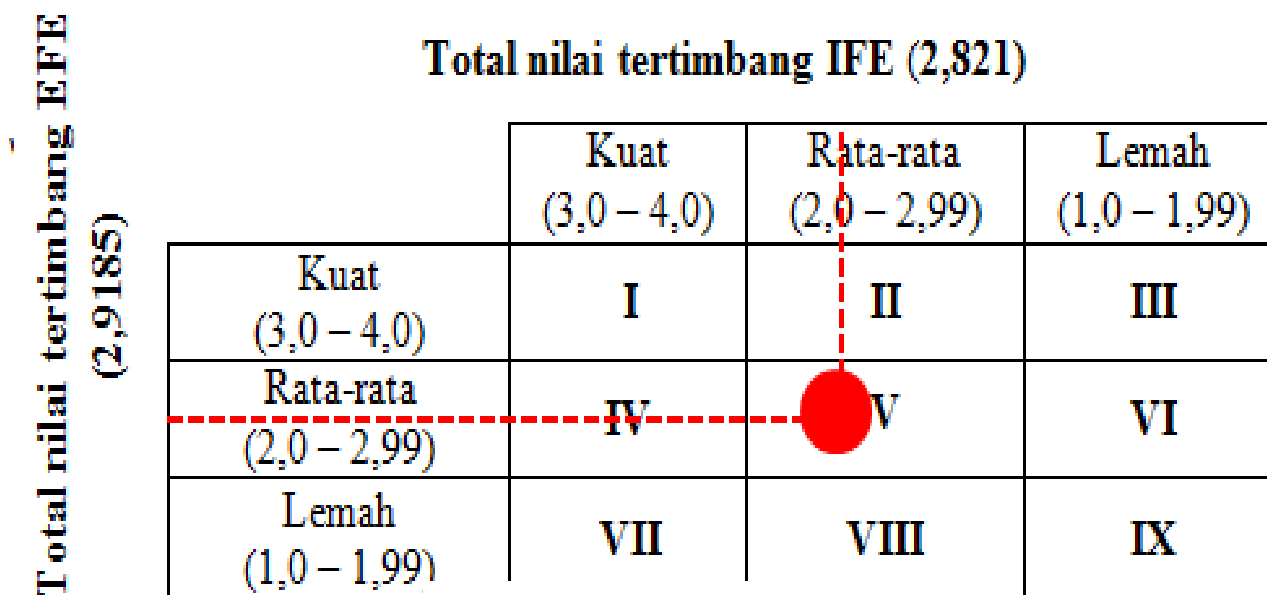 Total nilai tertimbang EFE
(2,9185)
Total nilai tertimbang IFE (2,821)
Kuat
(3,0 – 4,0)
Rata-rata
(2,0 – 2,99)
Lemah
(1,0 – 1,99)
Kuat
(3,0 – 4,0)
I
II
III
Rata-rata
(2,0 – 2,99)
IV
V
VI
Lemah
(1,0 – 1,99)
VII
VIII
IX